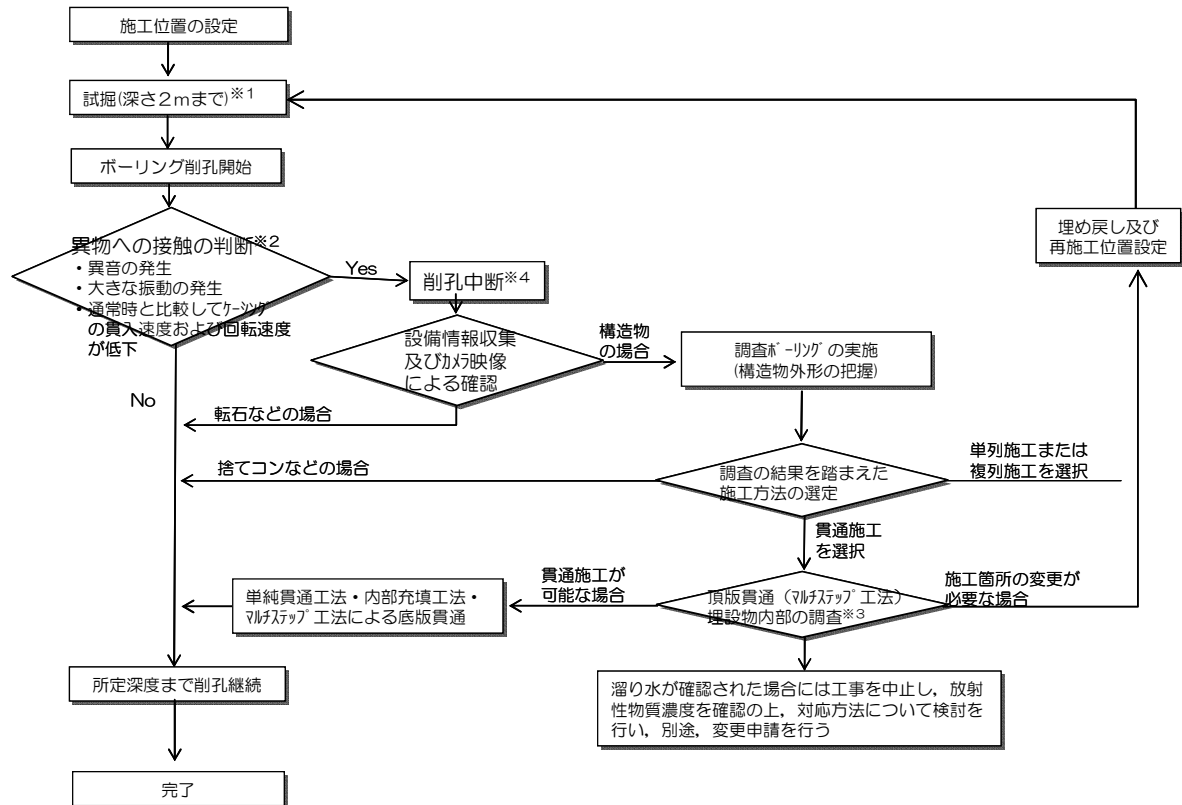 施工位置の設定
試掘(深さ2mまで)※1
ボーリング削孔開始
異物への接触の判断※2
・異音の発生
・大きな振動の発生
・通常時と比較してｹｰｼﾝｸﾞ
の貫入速度および回転速度
が低下
Yes
No
削孔中断※4
設備情報収集
及びｶﾒﾗ映像
による確認
構造物
の場合
転石などの場合
調査ﾎﾞｰﾘﾝｸﾞの実施
(構造物外形の把握)
埋め戻し及び
再施工位置設定
捨てコンなどの場合
調査の結果を踏まえた
施工方法の選定
単列施工または
複列施工を選択
貫通施工
を選択
単純貫通工法・内部充填工法・
ﾏﾙﾁｽﾃｯﾌﾟ工法による底版貫通
貫通施工が
可能な場合
頂版貫通（ﾏﾙﾁｽﾃｯﾌﾟ工法）
埋設物内部の調査※3
施工箇所の変更が
必要な場合
所定深度まで削孔継続
溜り水が確認された場合には工事を中止し，放射
性物質濃度を確認の上，対応方法について検討を
行い，別途，変更申請を行う
完了